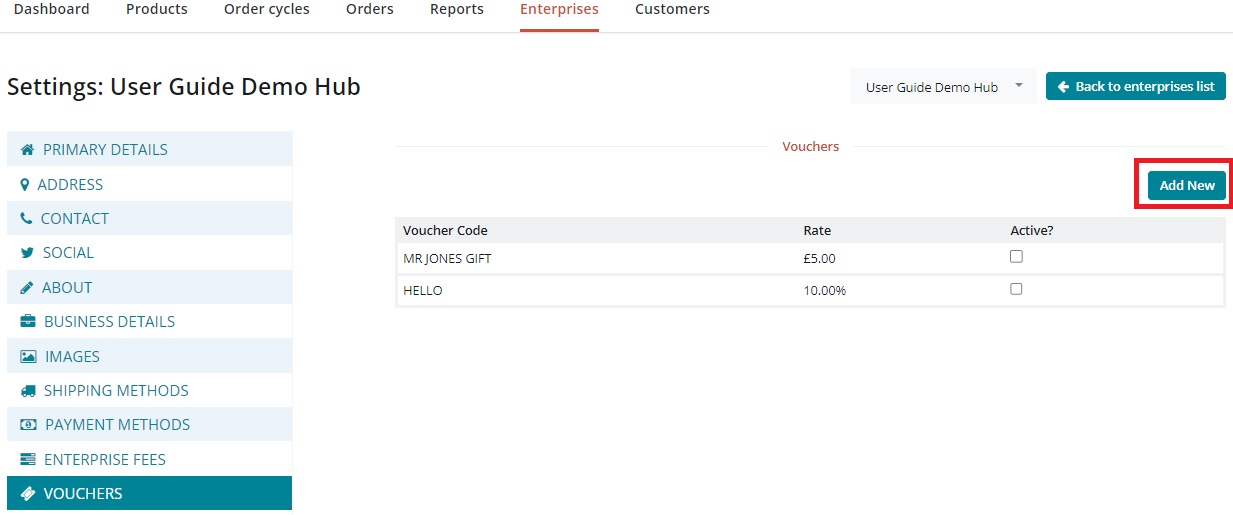 Dashboard Products Order cycles Orders Reports Enterprises Customers
Settings: User Guide Demo Hub
User Guide Demo Hub
Back to enterprises list
PRIMARY DETAILS
ADDRESS
CONTACT
SOCIAL
ABOUT
BUSINESS DETAILS
IMAGES
SHIPPING METHODS
PAYMENT METHODS
ENTERPRISE FEES
VOUCHERS
Vouchers
Add New
Voucher Code Rate Active?
MR JONES GIFT £5.00
HELLO 10.00%